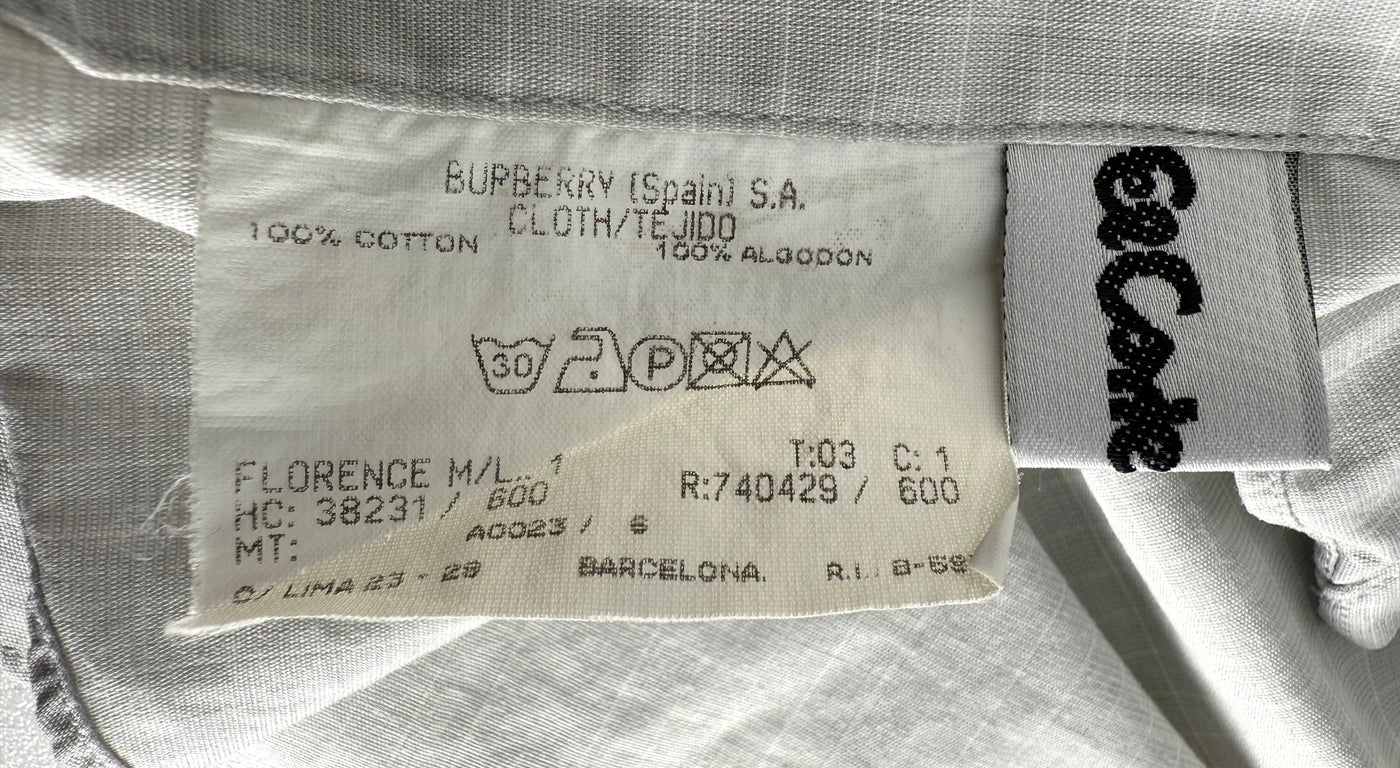 BURBERRY (Spain) S.A.
CLOTH/TEJIDO
100% COTTON 100% ALGODON
30 P
T:03 C: 1
FLORENCE M/L.. 1
R:740429 / 600
HC: 38231 / 600
A0023 / 6
MT:
C/ LIMA 23 - 29 BARCELONA. R.I..